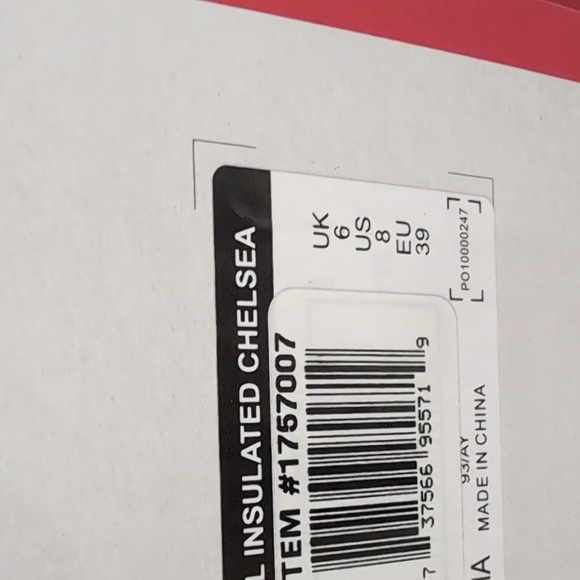 L INSULATED CHELSEA
TEM #1757007
UK
6
US
8
EU
39
PO10000247
7 37566 95571 9
93/AY
MADE IN CHINA